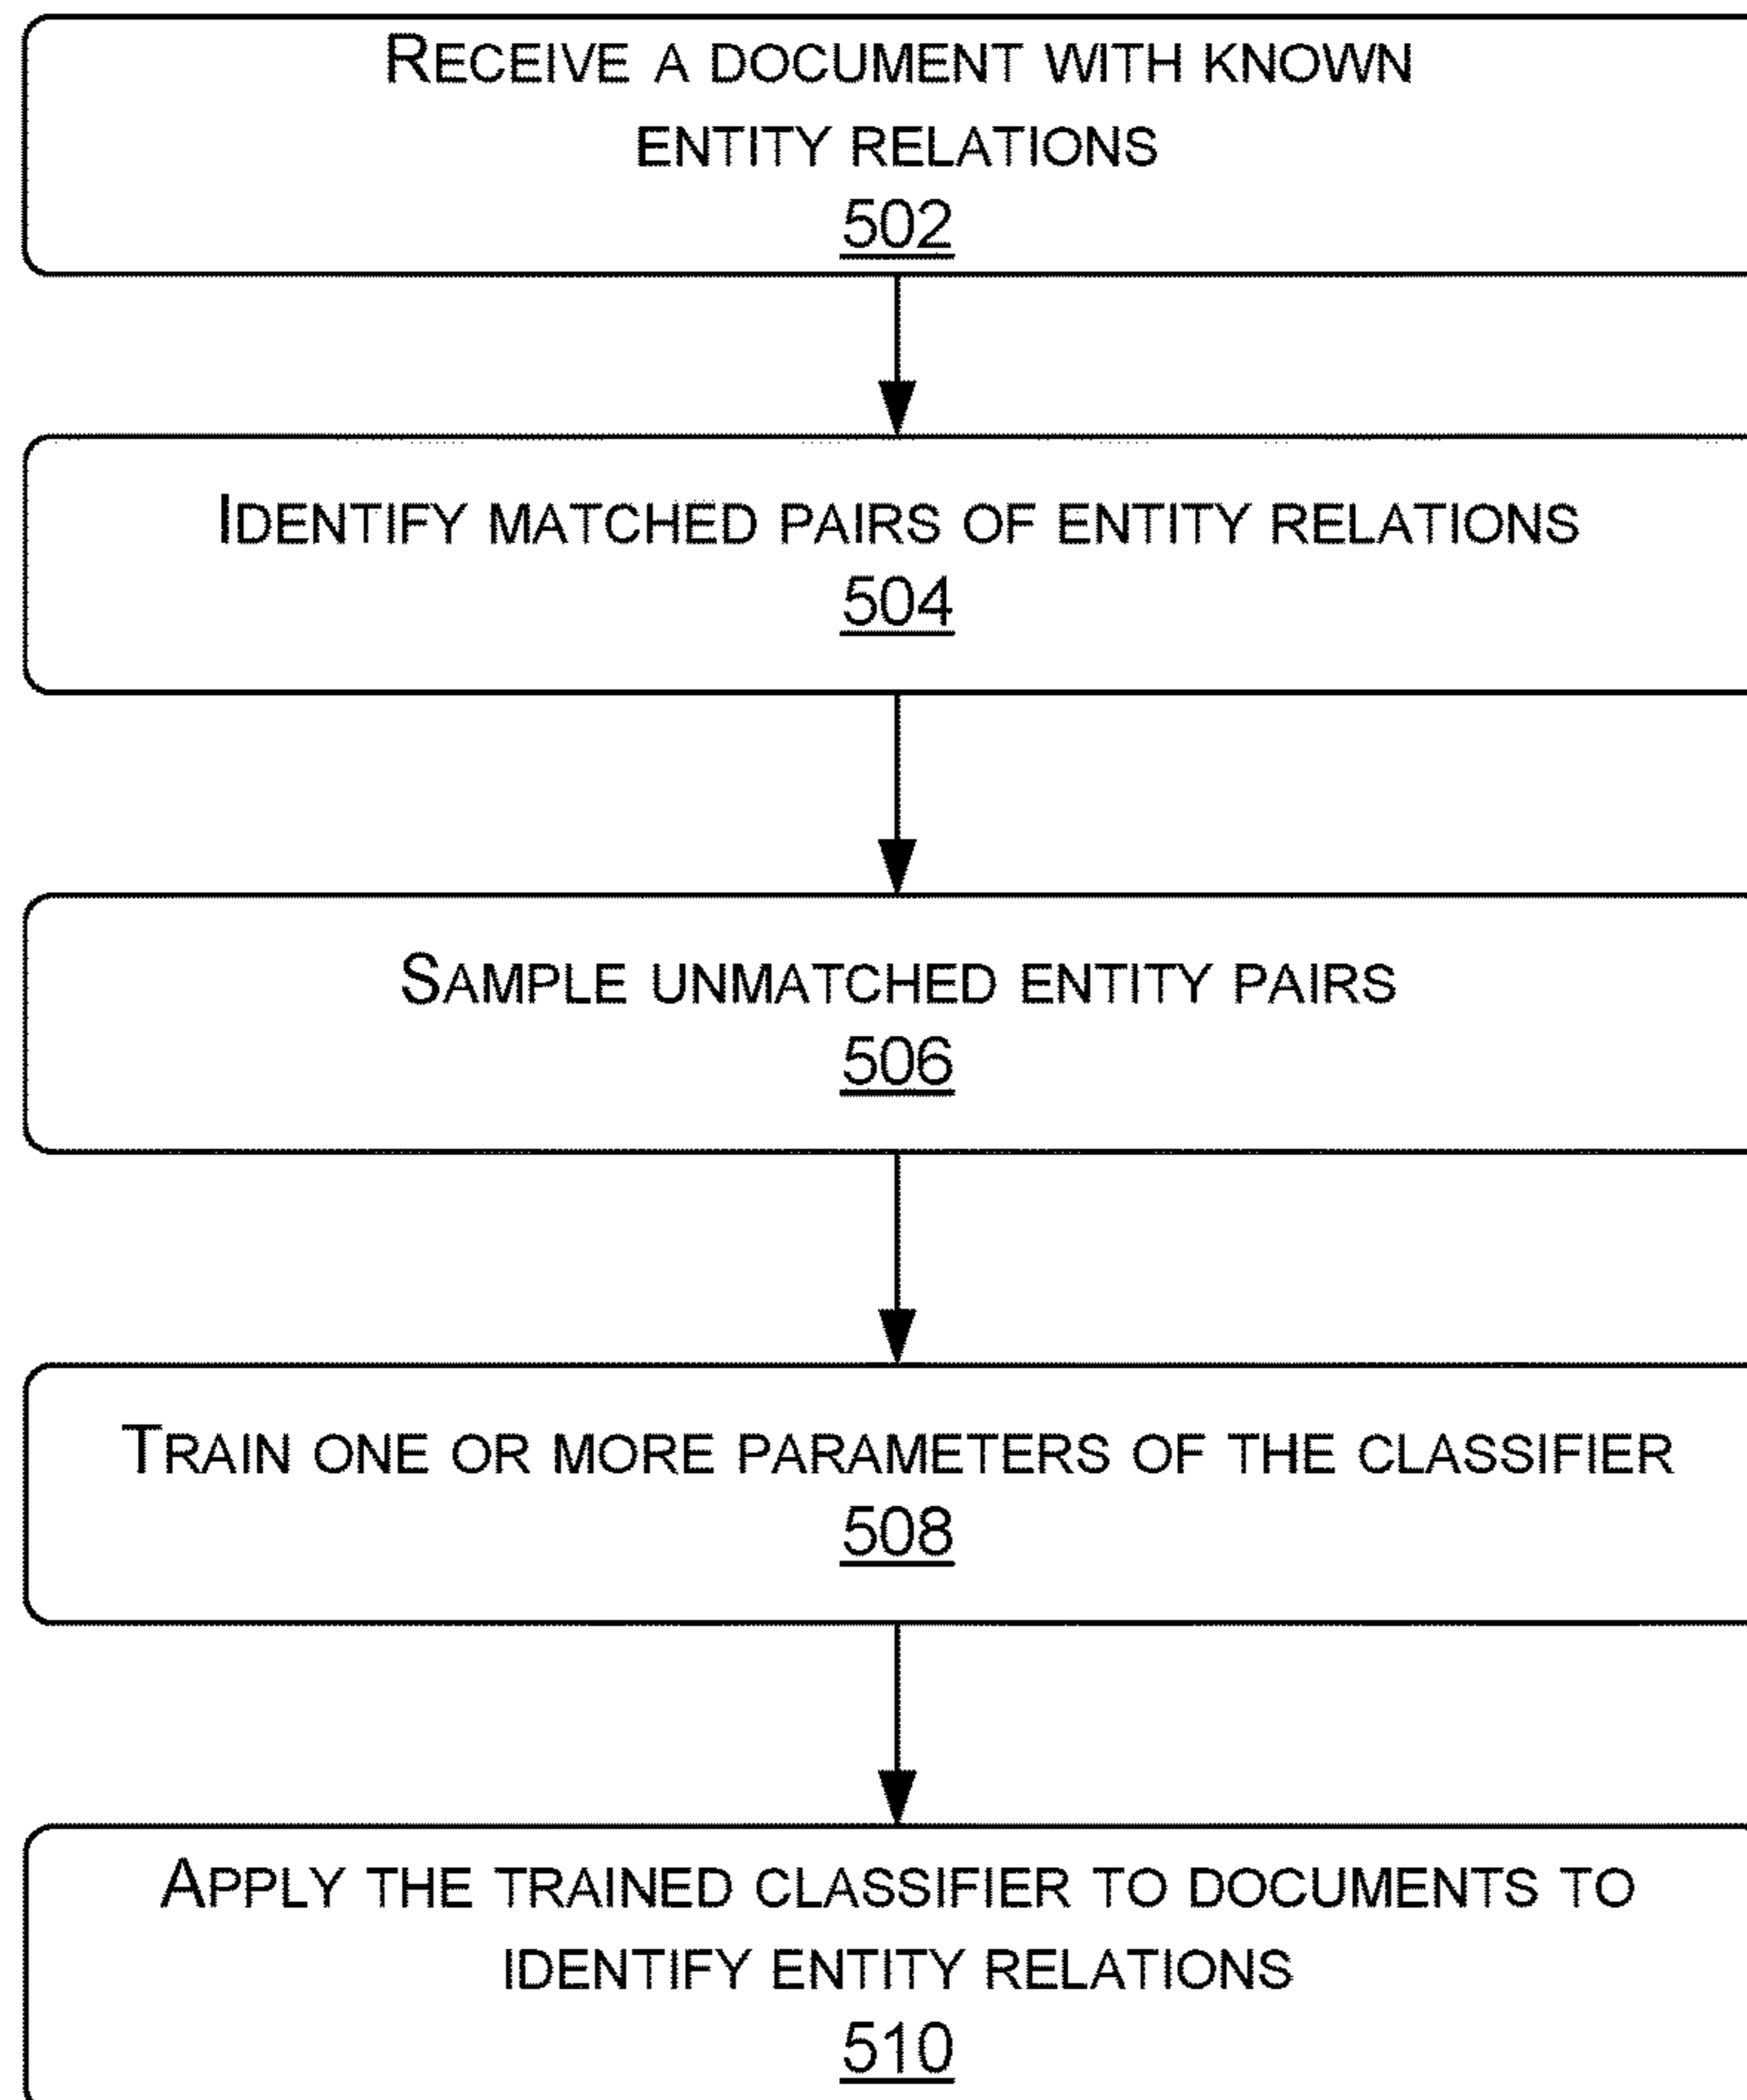 RECEIVE A DOCUMENT WITH KNOWN
ENTITY RELATIONS
502
IDENTIFY MATCHED PAIRS OF ENTITY RELATIONS
504
SAMPLE UNMATCHED ENTITY PAIRS
506
TRAIN ONE OR MORE PARAMETERS OF THE CLASSIFIER
508
APPLY THE TRAINED CLASSIFIER TO DOCUMENTS TO
IDENTIFY ENTITY RELATIONS
510